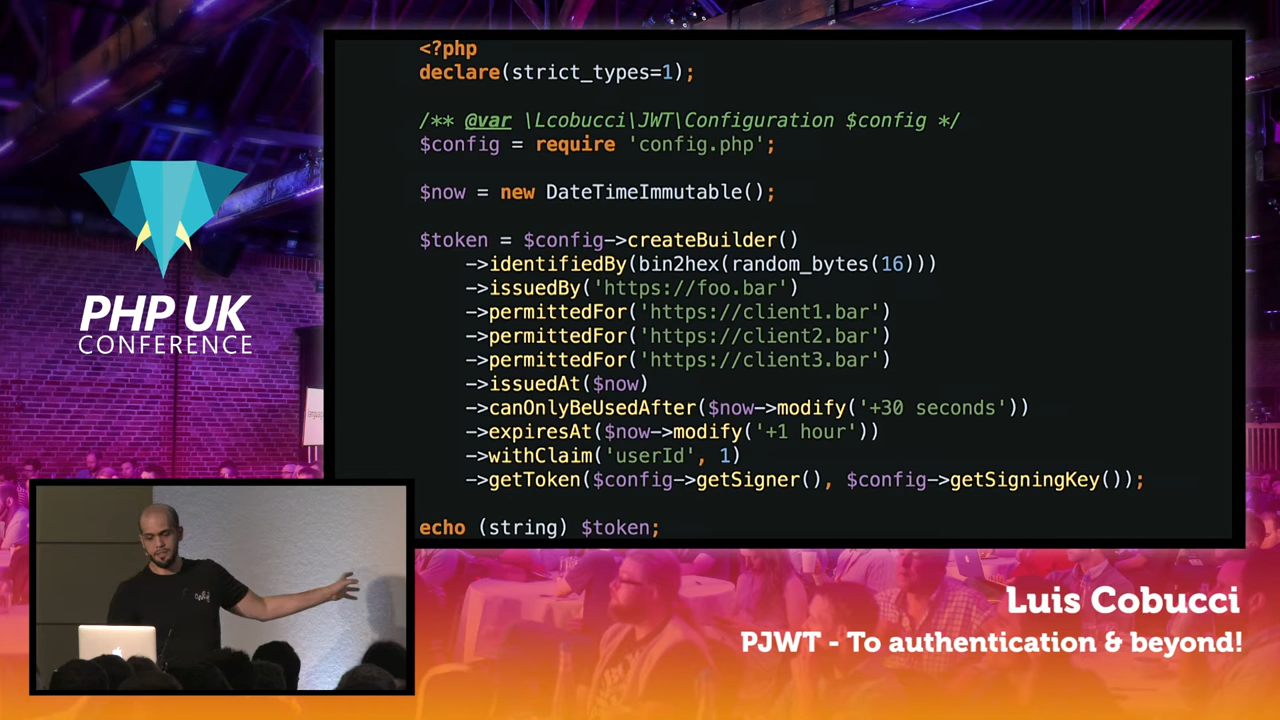 <?php
declare(strict_types=1);
/** @var \Lcobucci\JWT\Configuration $config */
$config = require 'config.php';
$now = new DateTimeImmutable();
$token = $config->createBuilder()
->identifiedBy(bin2hex(random_bytes(16)))
->issuedBy('https://foo.bar')
->permittedFor('https://client1.bar')
->permittedFor('https://client2.bar')
->permittedFor('https://client3.bar')
->issuedAt($now)
->canOnlyBeUsedAfter($now->modify('+30 seconds'))
->expiresAt($now->modify('+1 hour'))
->withClaim('userId', 1)
->getToken($config->getSigner(), $config->getSigningKey());
echo (string) $token;
PHP UK
CONFERENCE
Luis Cobucci
PJWT - To authentication & beyond!